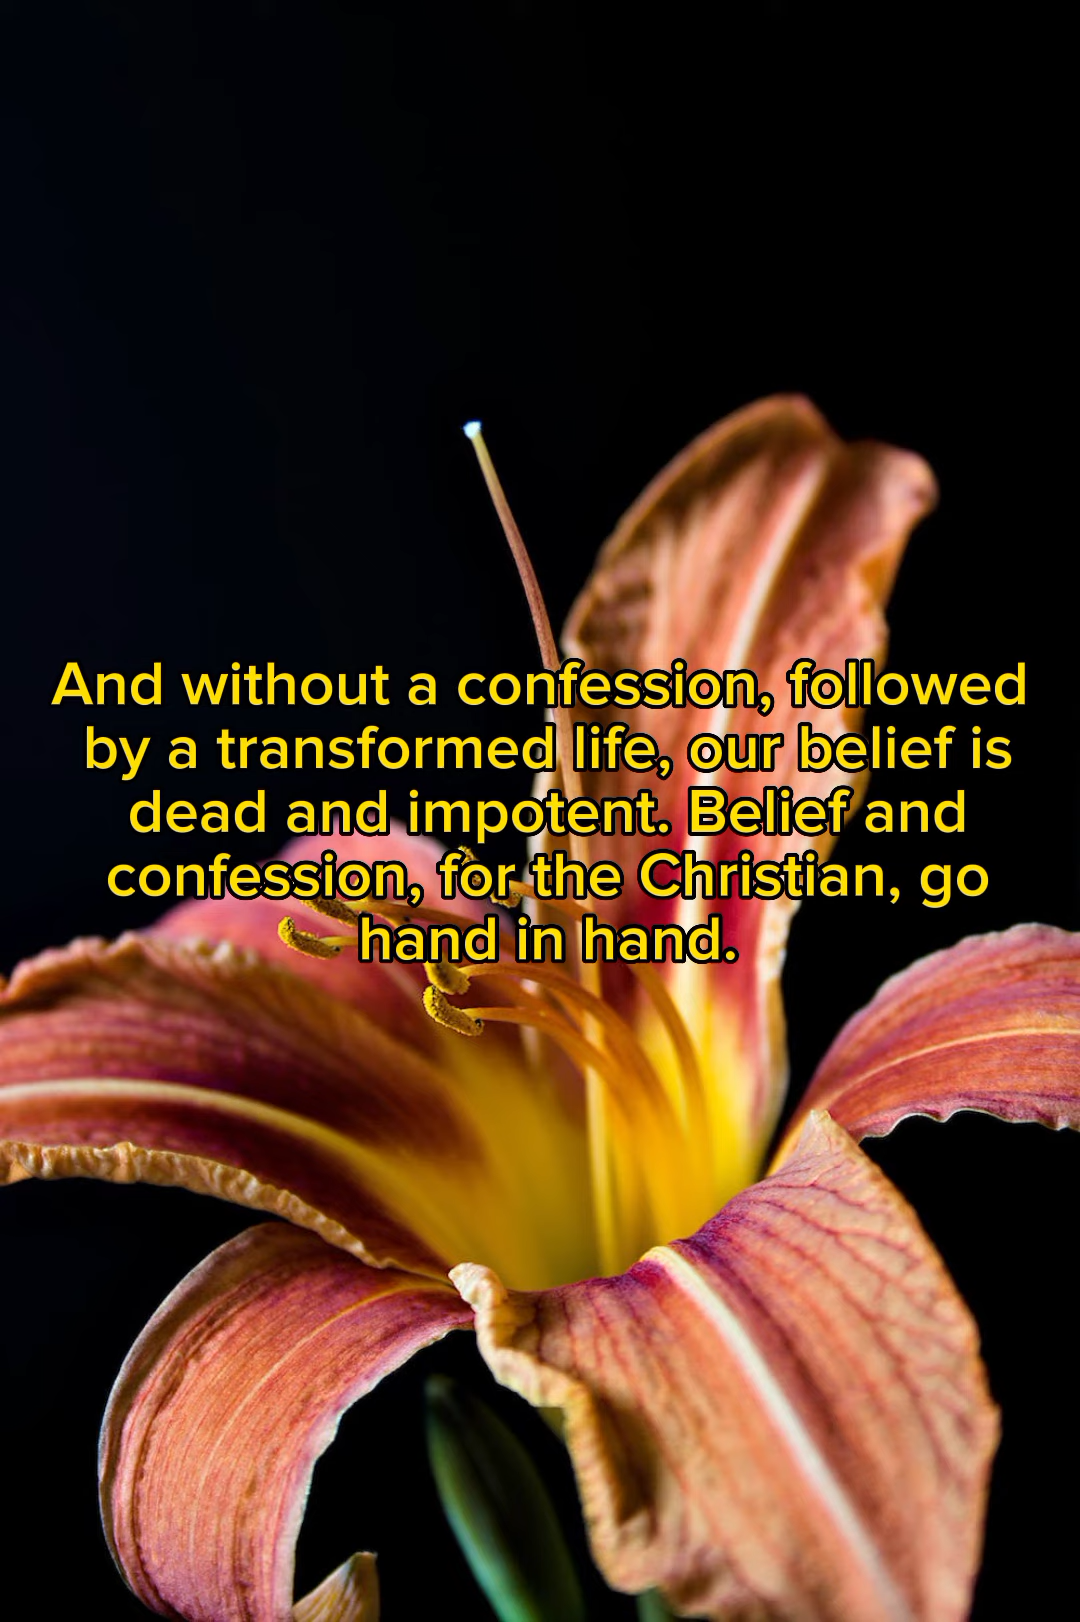 And without a confession, followed
by a transformed life, our belief is
dead and impotent. Belief and
confession, for the Christian, go
hand in hand.